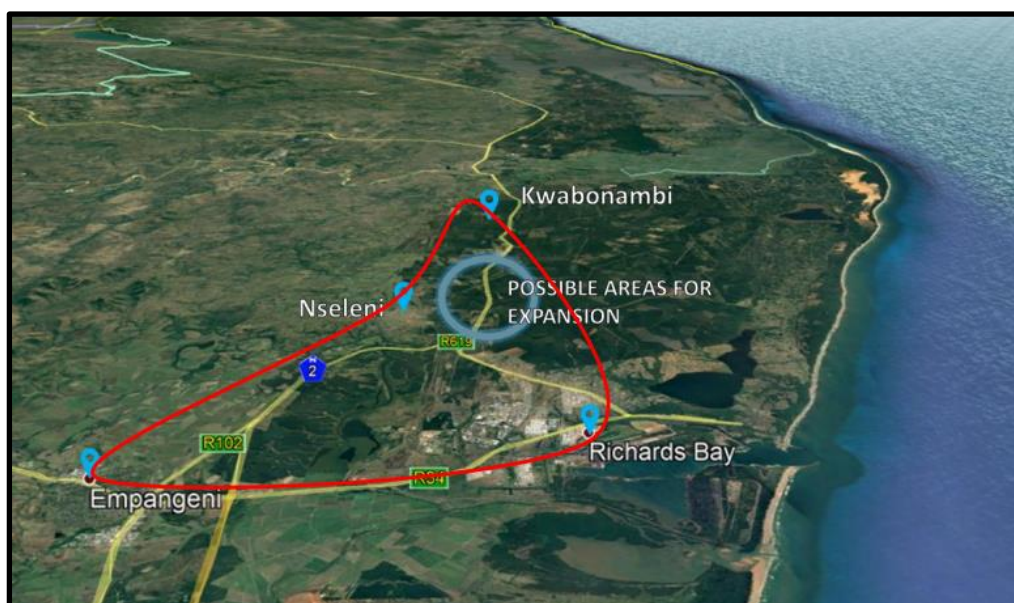 Kwabonambi
POSSIBLE AREAS FOR
EXPANSION
Nseleni
R619
N
2
R102
Richards Bay
R34
Empangeni